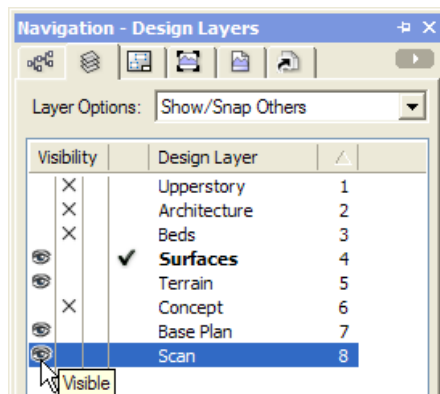 Navigation - Design Layers
Layer Options: Show/Snap Others
Visibility Design Layer
Upperstory 1
Architecture 2
Beds 3
Surfaces 4
Terrain 5
Concept 6
Base Plan 7
Scan 8
Visible